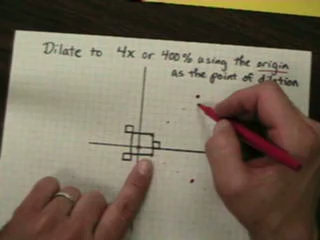 Dilate to 4x or 400% using the origin
as the point of dilation